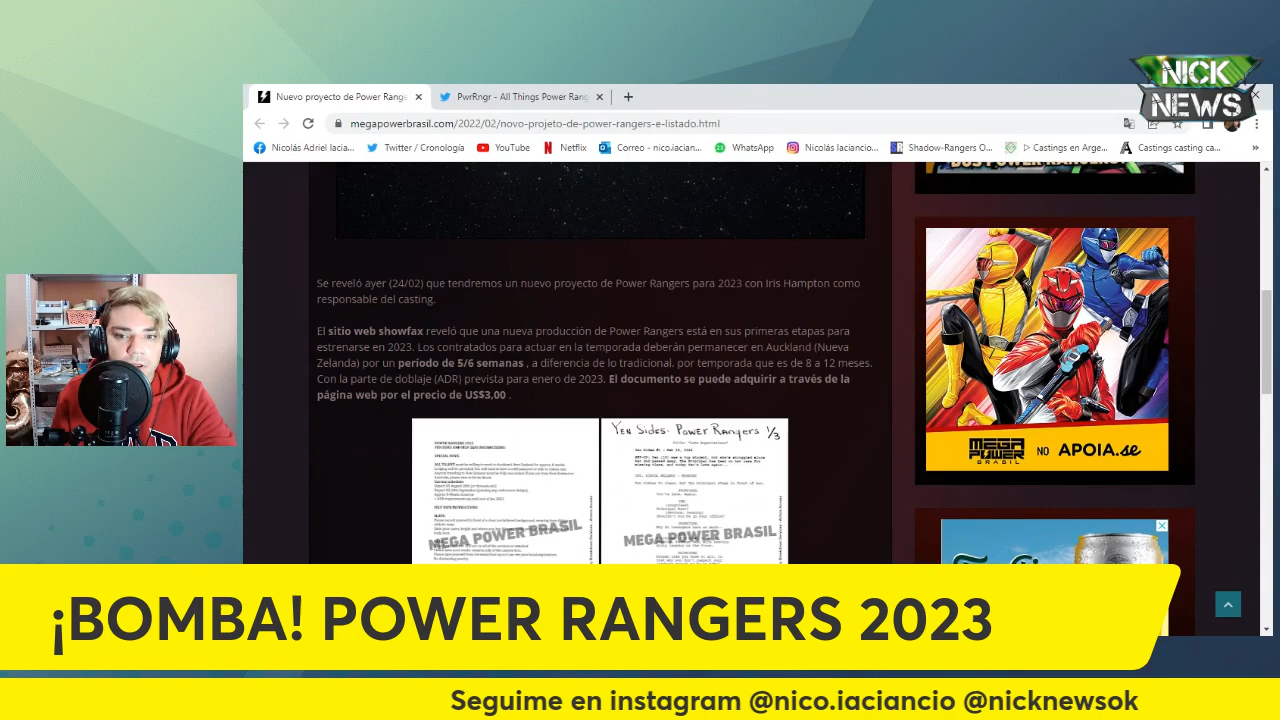 NICK
NEWS
Nuevo proyecto de Power Range
PwrRngr - All Things Power Rang
megapowerbrasil.com/2022/02/novo-projeto-de-power-rangers-e-listado.html
Nicolás Adriel Iacia...
Twitter / Cronología
YouTube
Netflix
Correo - nico.iacian...
WhatsApp
Nicolás Iaciancio...
Shadow-Rangers O...
Castings en Arge...
Castings casting ca...
Se reveló ayer (24/02) que tendremos un nuevo proyecto de Power Rangers para 2023 con Iris Hampton como
responsable del casting.
El sitio web showfax reveló que una nueva producción de Power Rangers está en sus primeras etapas para
estrenarse en 2023. Los contratados para actuar en la temporada deberán permanecer en Auckland (Nueva
Zelanda) por un período de 5/6 semanas , a diferencia de lo tradicional. por temporada que es de 8 a 12 meses.
Con la parte de doblaje (ADR) prevista para enero de 2023. El documento se puede adquirir a través de la
página web por el precio de US$3,00 .
Yen Sides- Power Rangers 1/3
MEGA POWER BRASIL
MEGA POWER BRASIL
MEGA
POWER
BRASIL
NO APOIA.se
¡BOMBA! POWER RANGERS 2023
Seguime en instagram @nico.iaciancio @nicknewsok